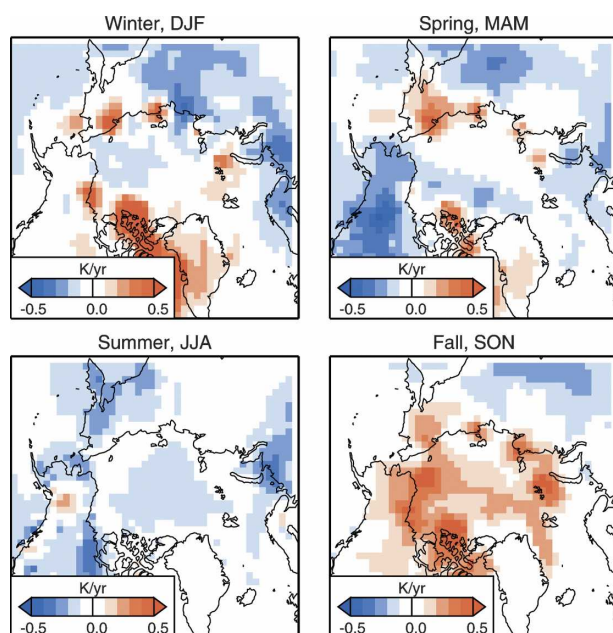 Winter, DJF
Spring, MAM
K/yr
-0.5 0.0 0.5
K/yr
-0.5 0.0 0.5
Summer, JJA
Fall, SON
K/yr
-0.5 0.0 0.5
K/yr
-0.5 0.0 0.5